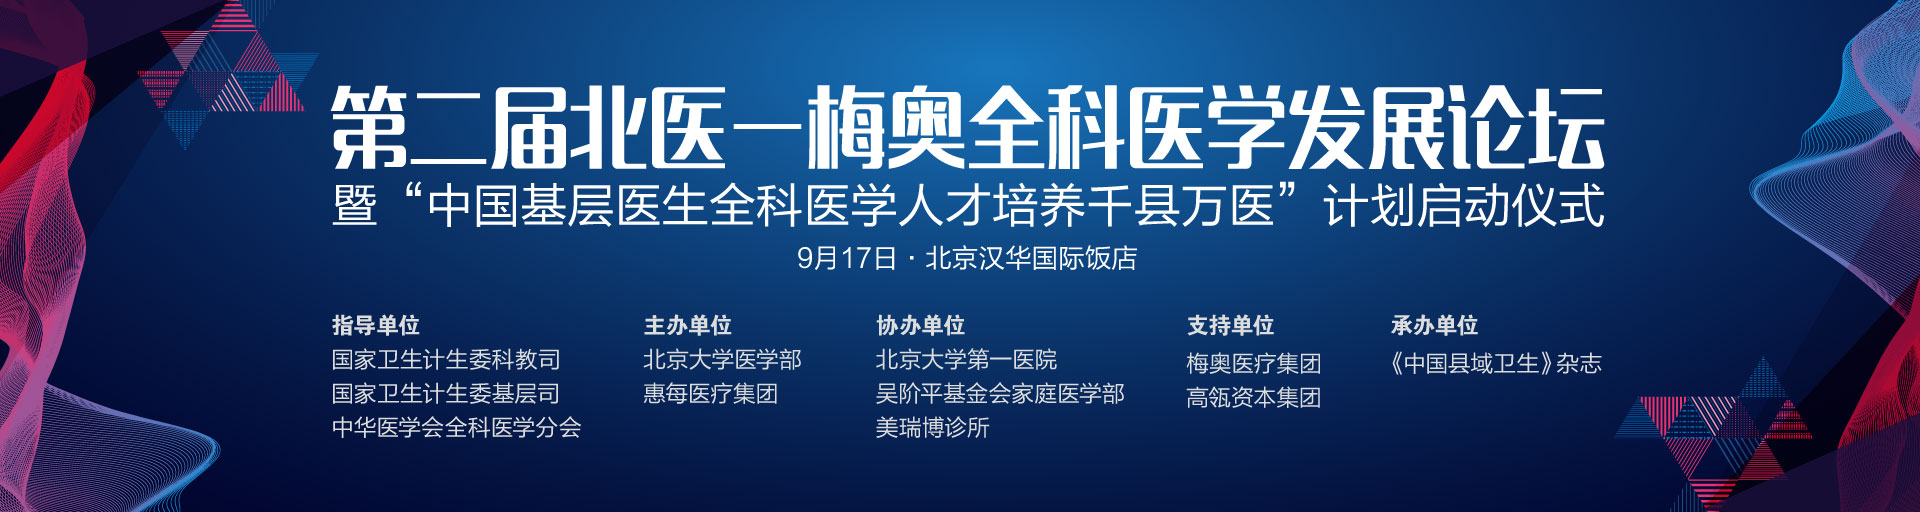 第二届北医—梅奥全科医学发展论坛
暨“中国基层医生全科医学人才培养千县万医”计划启动仪式
9月17日·北京汉华国际饭店
指导单位
国家卫生计生委科教司
国家卫生计生委基层司
中华医学会全科医学分会
主办单位
北京大学医学部
惠每医疗集团
协办单位
北京大学第一医院
吴阶平基金会家庭医学部
美瑞博诊所
支持单位
梅奥医疗集团
高瓴资本集团
承办单位
《中国县域卫生》杂志